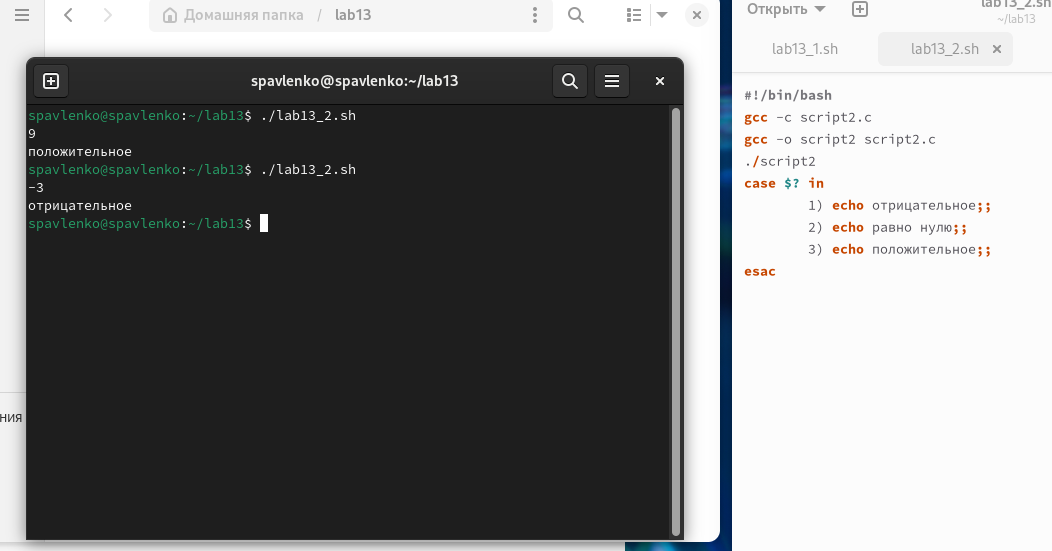 Домашняя папка / lab13
spavlenko@spavlenko:~/lab13
spavlenko@spavlenko:~/lab13$ ./lab13_2.sh
9
положительное
spavlenko@spavlenko:~/lab13$ ./lab13_2.sh
-3
отрицательное
spavlenko@spavlenko:~/lab13$
ния
Открыть
lab13_2.sh
~/lab13
lab13_1.sh
lab13_2.sh
#!/bin/bash
gcc -c script2.c
gcc -o script2 script2.c
./script2
case $? in
1) echo отрицательное;;
2) echo равно нулю;;
3) echo положительное;;
esac